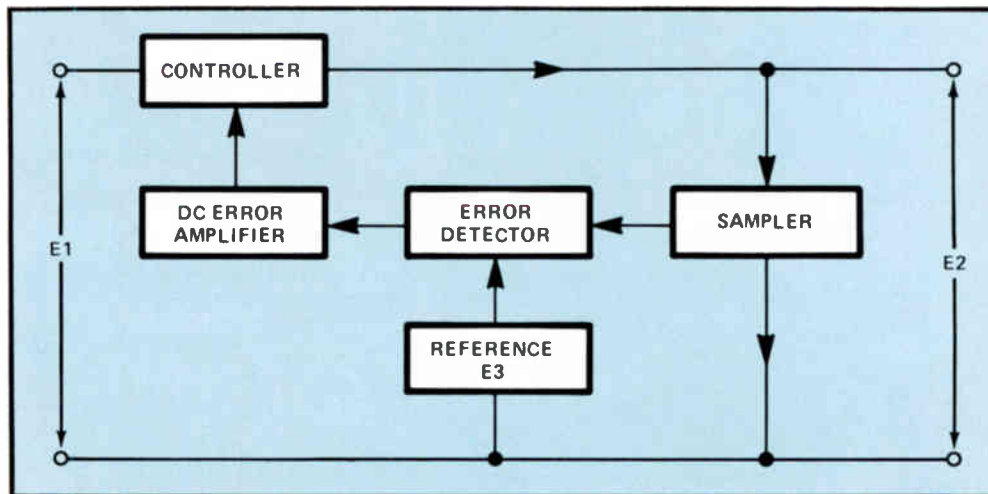 CONTROLLER
DC ERROR
AMPLIFIER
ERROR
DETECTOR
SAMPLER
E1
E2
REFERENCE
E3